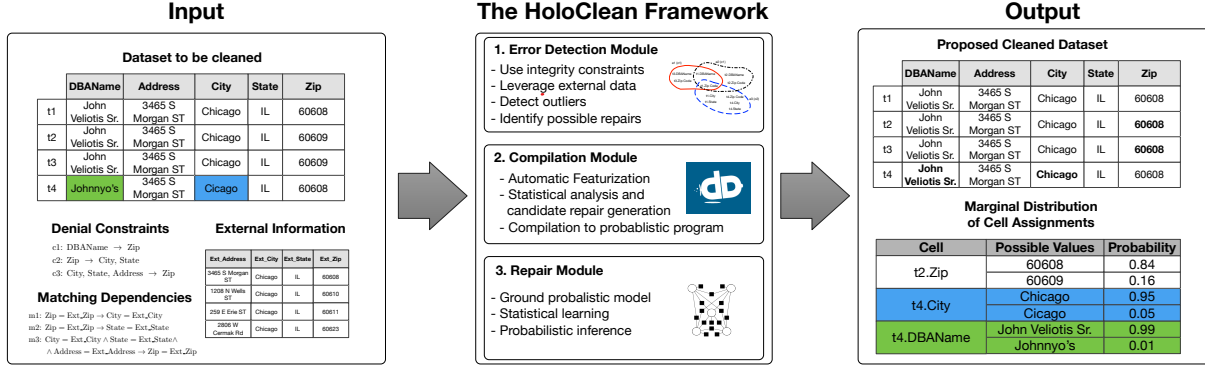 Input
The HoloClean Framework
Output
Dataset to be cleaned
DBAName Address City State Zip
t1 John Veliotis Sr. 3465 S Morgan ST Chicago IL 60608
t2 John Veliotis Sr. 3465 S Morgan ST Chicago IL 60609
t3 John Veliotis Sr. 3465 S Morgan ST Chicago IL 60609
t4 Johnnyo's 3465 S Morgan ST Cicago IL 60608
Denial Constraints
c1: DBAName → Zip
c2: Zip → City, State
c3: City, State, Address → Zip
Matching Dependencies
m1: Zip = Ext_Zip → City = Ext_City
m2: Zip = Ext_Zip → State = Ext_State
m3: City = Ext_City ∧ State = Ext_State∧
∧ Address = Ext_Address → Zip = Ext_Zip
External Information
Ext_Address Ext_City Ext_State Ext_Zip
3465 S Morgan ST Chicago IL 60608
1208 N Wells ST Chicago IL 60610
259 E Erie ST Chicago IL 60611
2806 W Cermak Rd Chicago IL 60623
1. Error Detection Module
- Use integrity constraints
- Leverage external data
- Detect outliers
- Identify possible repairs
2. Compilation Module
- Automatic Featurization
- Statistical analysis and
candidate repair generation
- Compilation to probablistic program
3. Repair Module
- Ground probalistic model
- Statistical learning
- Probabilistic inference
Proposed Cleaned Dataset
DBAName Address City State Zip
t1 John Veliotis Sr. 3465 S Morgan ST Chicago IL 60608
t2 John Veliotis Sr. 3465 S Morgan ST Chicago IL 60608
t3 John Veliotis Sr. 3465 S Morgan ST Chicago IL 60608
t4 John Veliotis Sr. 3465 S Morgan ST Chicago IL 60608
Marginal Distribution
of Cell Assignments
Cell Possible Values Probability
t2.Zip 60608 0.84
60609 0.16
t4.City Chicago 0.95
Cicago 0.05
t4.DBAName John Veliotis Sr. 0.99
Johnnyo's 0.01